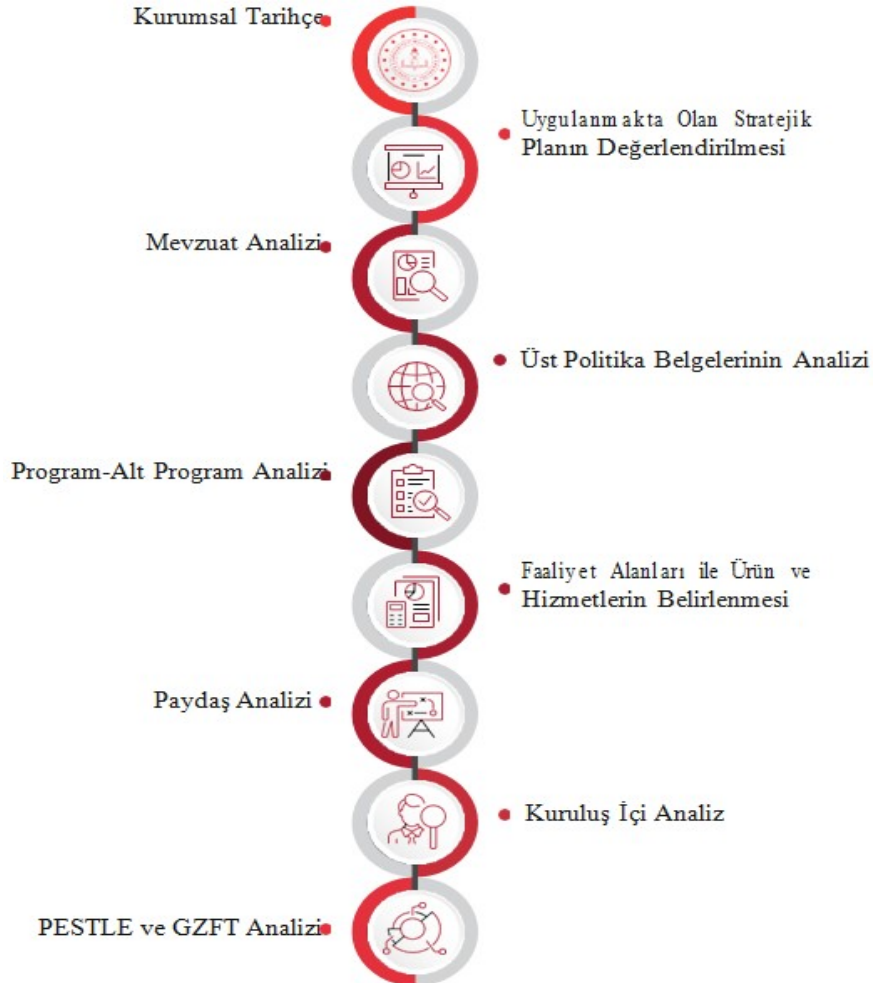 Kurumsal Tarihçe
Uygulanmakta Olan Stratejik
Planın Değerlendirilmesi
Mevzuat Analizi
Üst Politika Belgelerinin Analizi
Program-Alt Program Analizi
Faaliyet Alanları ile Ürün ve
Hizmetlerin Belirlenmesi
Paydaş Analizi
Kuruluş İçi Analiz
PESTLE ve GZFT Analizi